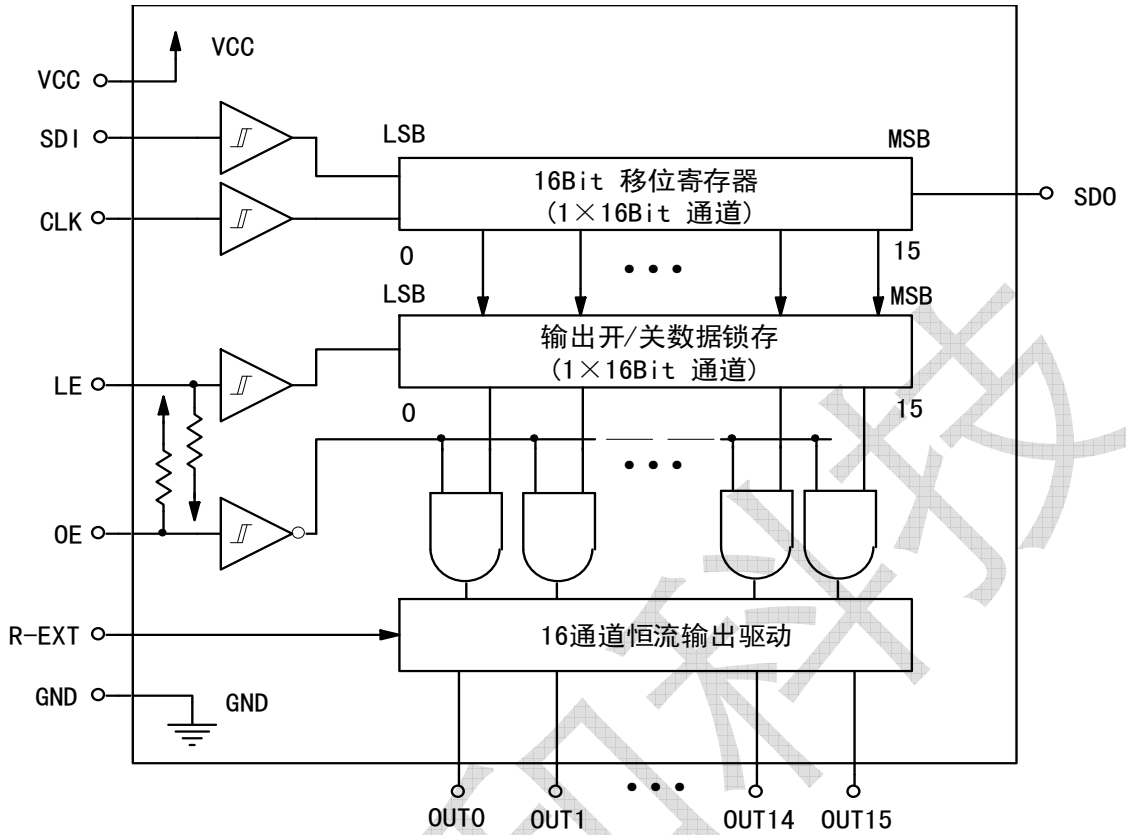 VCC
VCC
SDI
LSB
MSB
16Bit 移位寄存器
(1×16Bit 通道)
SDO
CLK
0
15
LSB
MSB
输出开/关数据锁存
(1×16Bit 通道)
LE
0
15
OE
R-EXT
16通道恒流输出驱动
GND
GND
OUT0
OUT1
OUT14
OUT15
科技